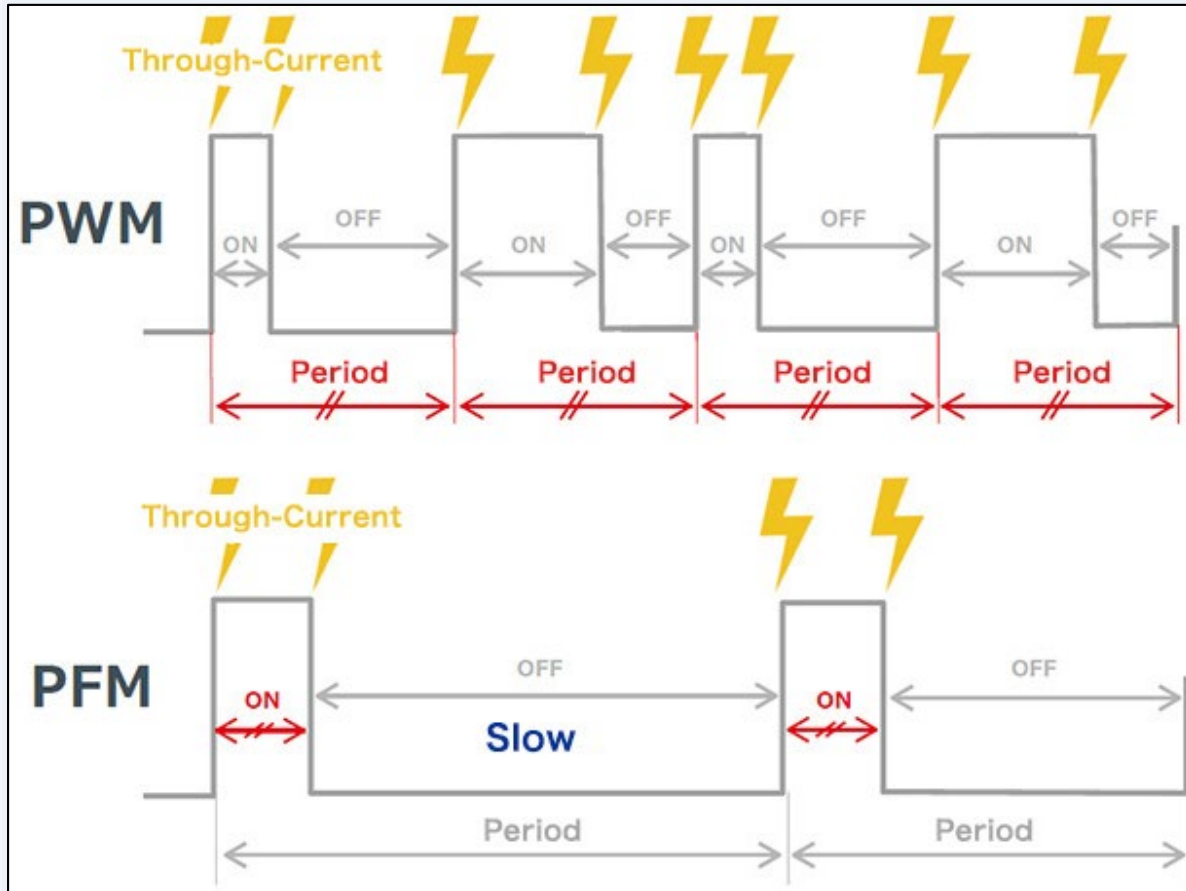 Through-Current
PWM
ON
OFF
ON
OFF
ON
OFF
ON
OFF
Period
Period
Period
Period
Through-Current
PFM
ON
OFF
Slow
ON
OFF
Period
Period